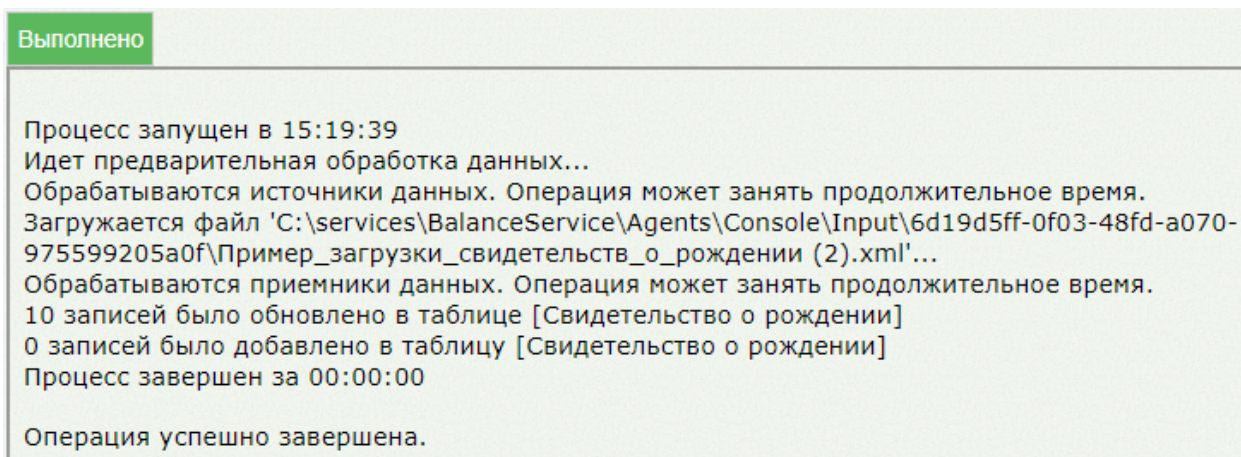 Выполнено
Процесс запущен в 15:19:39
Идет предварительная обработка данных...
Обрабатываются источники данных. Операция может занять продолжительное время.
Загружается файл 'C:\services\BalanceService\Agents\Console\Input\6d19d5ff-0f03-48fd-a070-
975599205a0f\Пример_загрузки_свидетельств_о_рождении (2).xml'...
Обрабатываются приемники данных. Операция может занять продолжительное время.
10 записей было обновлено в таблице [Свидетельство о рождении]
0 записей было добавлено в таблицу [Свидетельство о рождении]
Процесс завершен за 00:00:00
Операция успешно завершена.